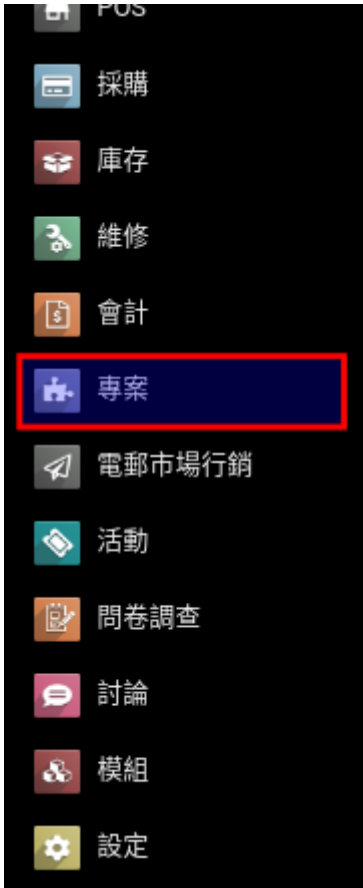 POS
採購
庫存
維修
會計
專案
電郵市場行銷
活動
問卷調查
討論
模組
設定